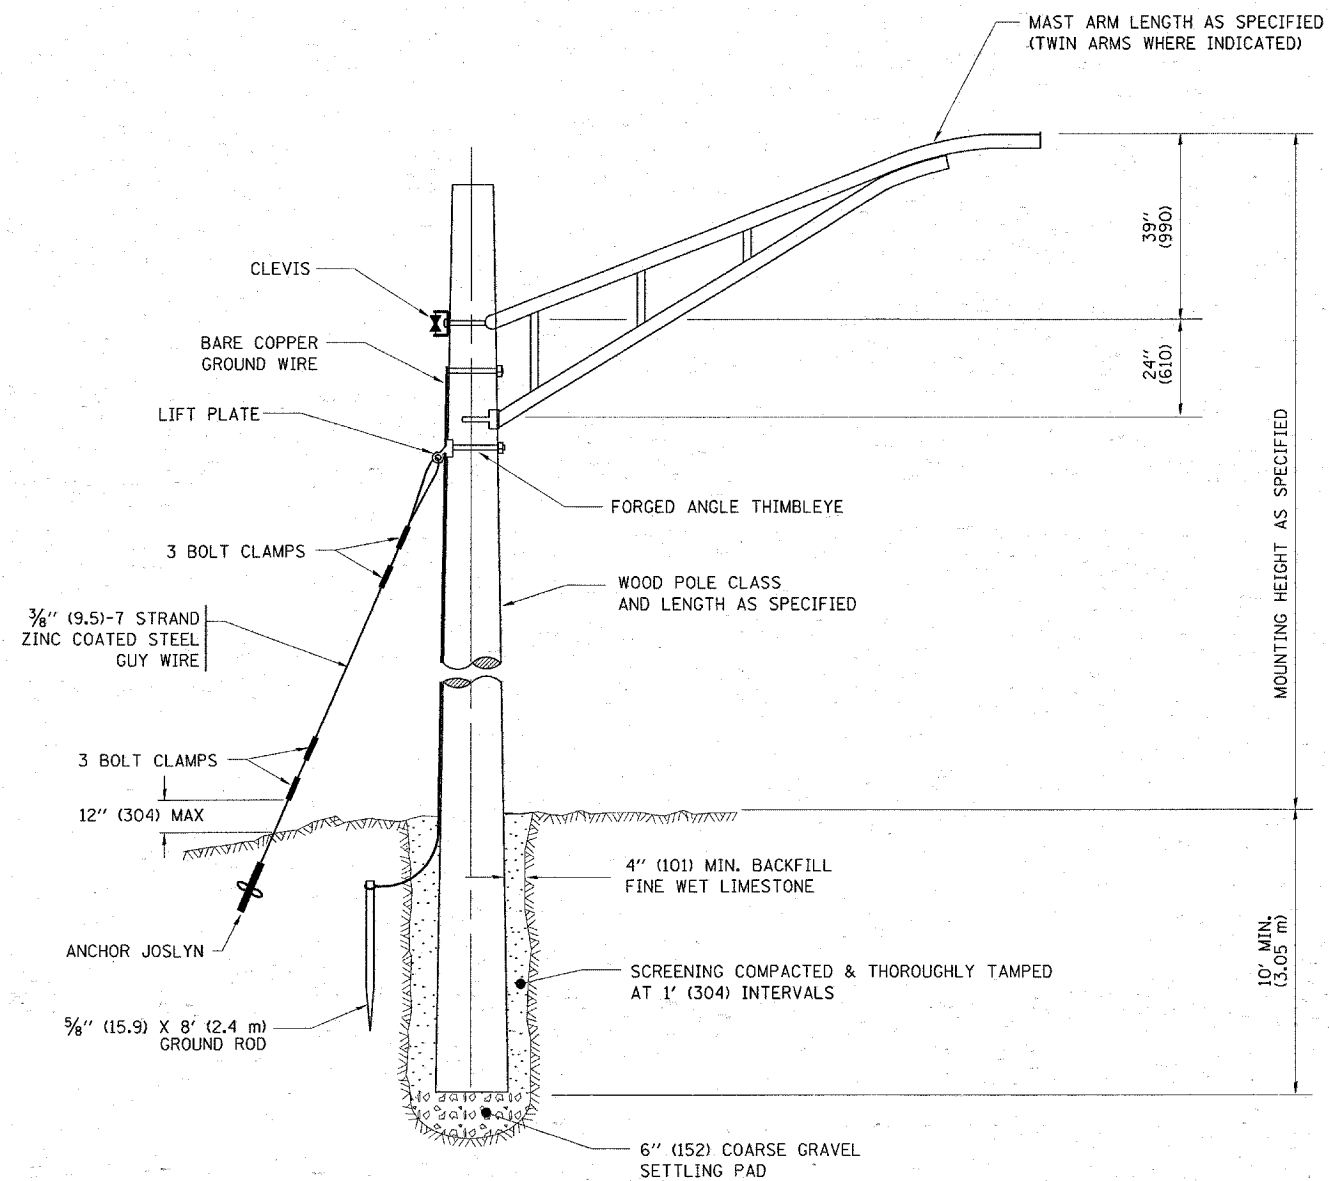 MAST ARM LENGTH AS SPECIFIED
(TWIN ARMS WHERE INDICATED)
39"
(990)
CLEVIS
BARE COPPER
GROUND WIRE
24"
(610)
LIFT PLATE
MOUNTING HEIGHT AS SPECIFIED
FORGED ANGLE THIMBLEYE
3 BOLT CLAMPS
WOOD POLE CLASS
AND LENGTH AS SPECIFIED
⅜" (9.5)-7 STRAND
ZINC COATED STEEL
GUY WIRE
3 BOLT CLAMPS
12" (304) MAX
4" (101) MIN. BACKFILL
FINE WET LIMESTONE
ANCHOR JOSLYN
10' MIN.
(3.05 m)
SCREENING COMPACTED & THOROUGHLY TAMPED
AT 1' (304) INTERVALS
⅝" (15.9) X 8' (2.4 m)
GROUND ROD
6" (152) COARSE GRAVEL
SETTLING PAD